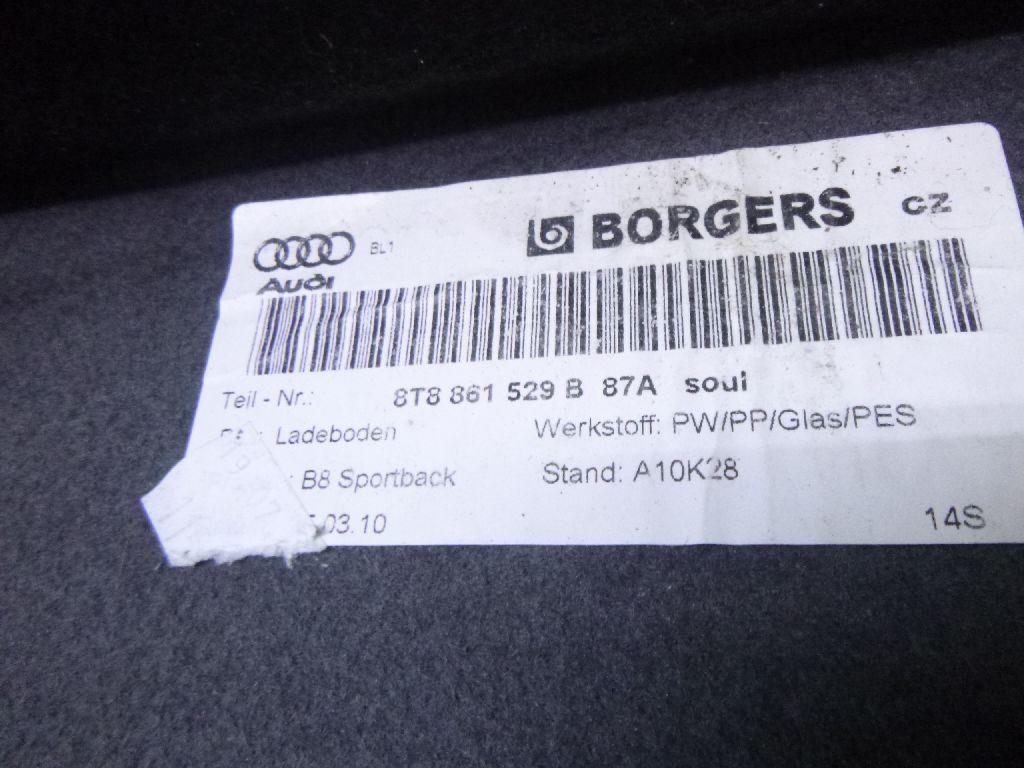 BORGERS CZ
Audi BL1
Teil - Nr.: 8T8 861 529 B 87A soul
Ladeboden Werkstoff: PW/PP/Glas/PES
: B8 Sportback Stand: A10K28
.03.10 14S